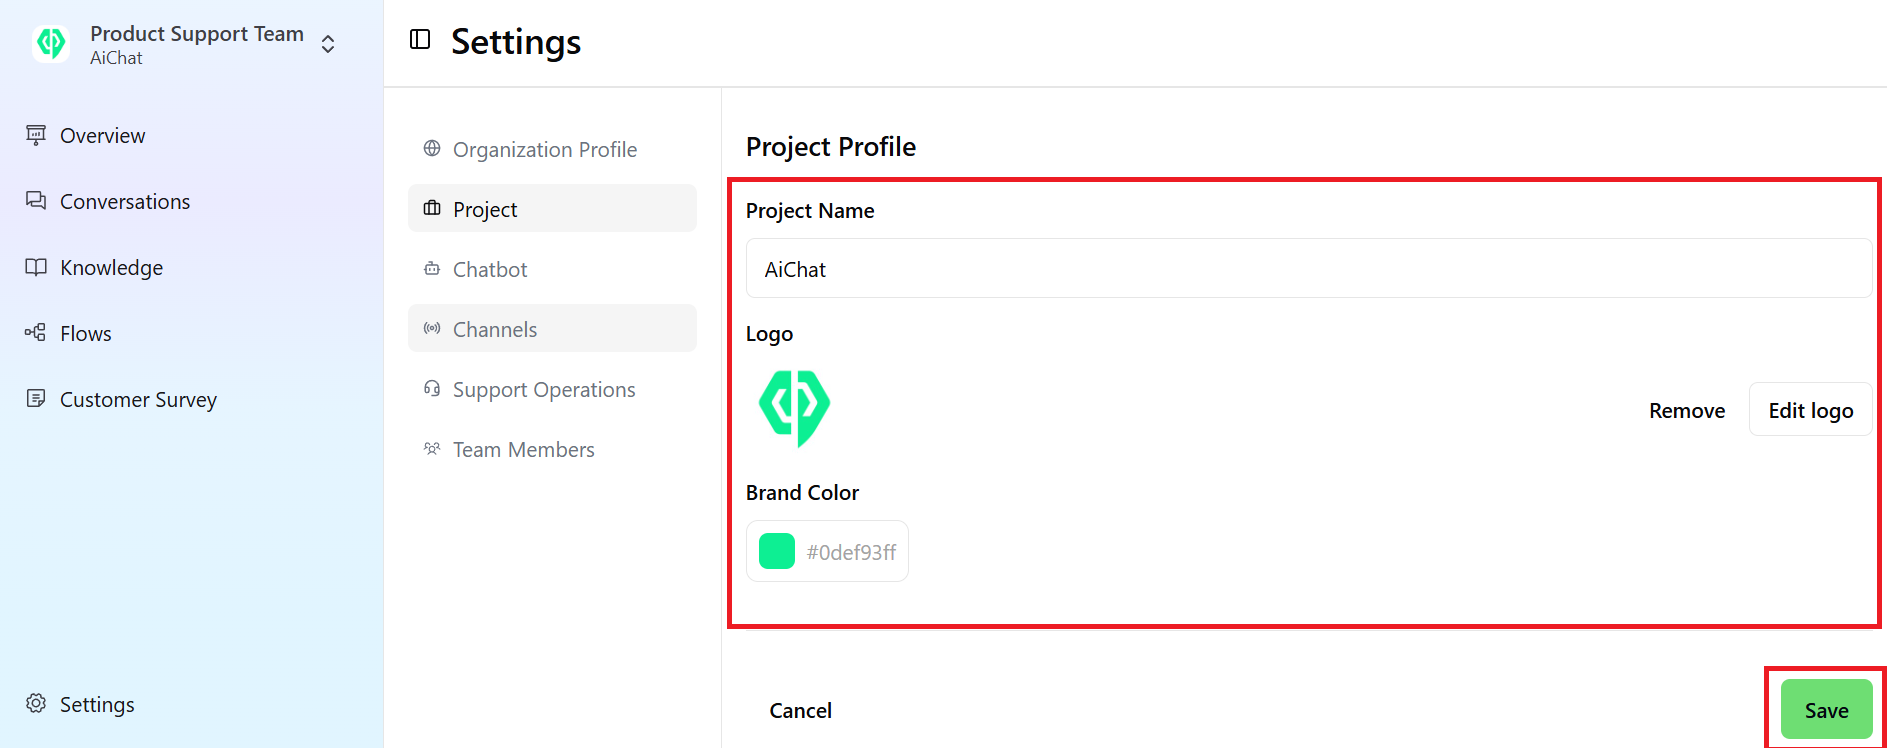 Product Support Team
AiChat
Overview
Conversations
Knowledge
Flows
Customer Survey
Settings
Settings
Organization Profile
Project
Chatbot
Channels
Support Operations
Team Members
Project Profile
Project Name
AiChat
Logo
Remove
Edit logo
Brand Color
#0def93ff
Cancel
Save